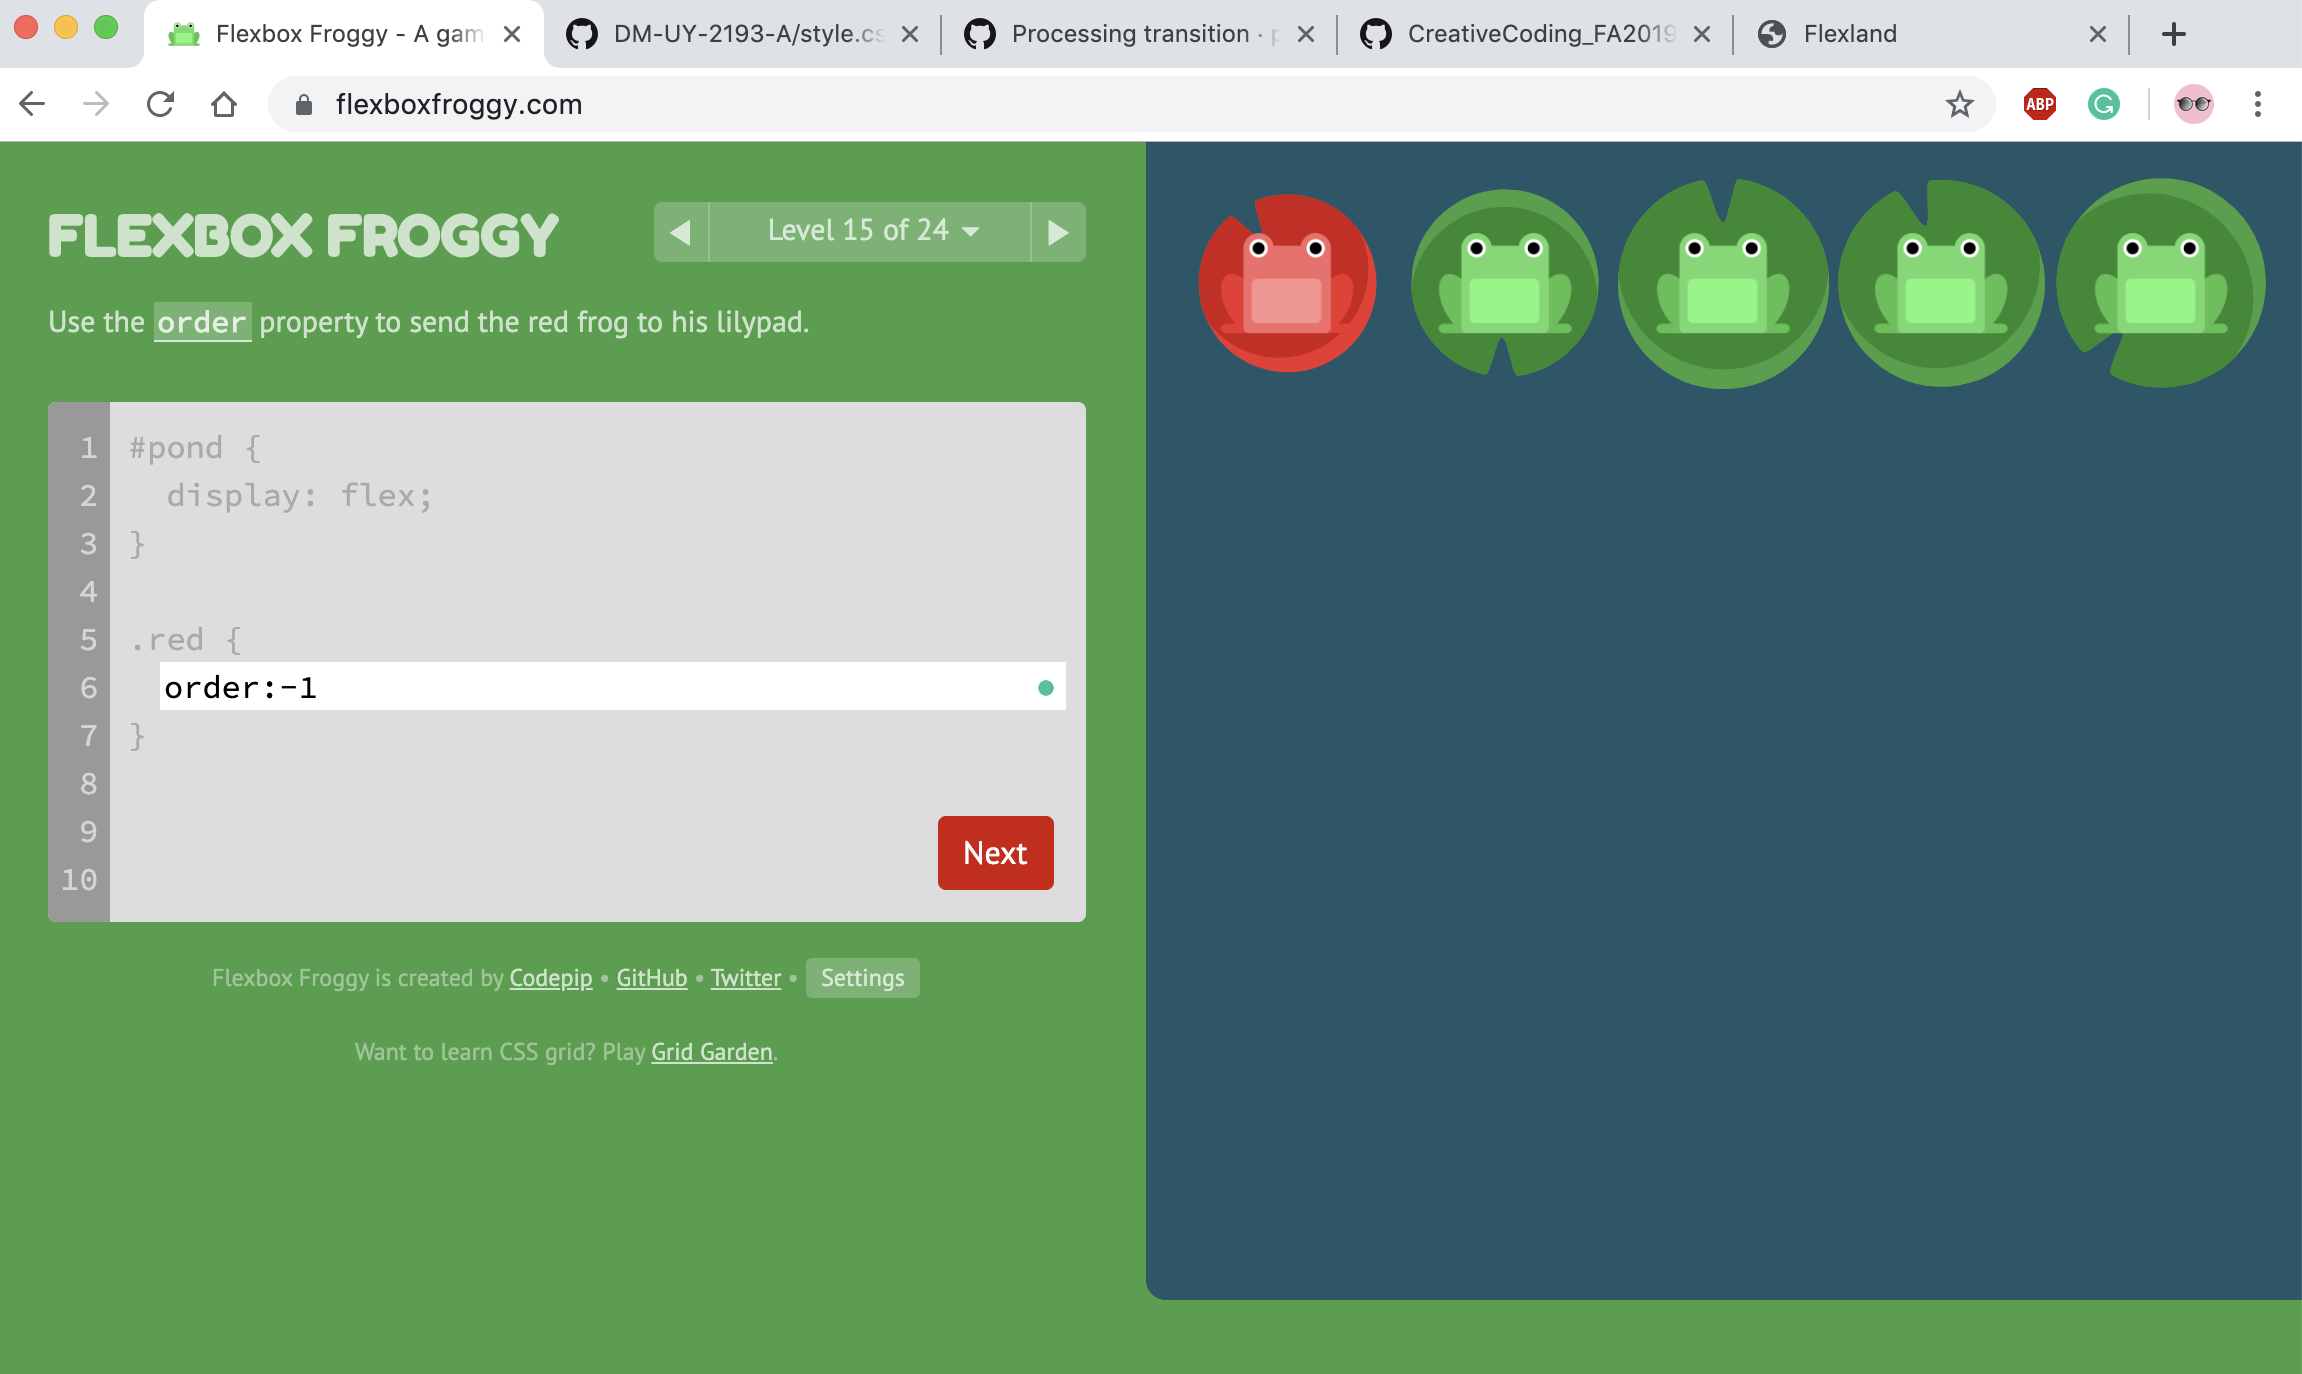 Flexbox Froggy - A gam
DM-UY-2193-A/style.cs
Processing transition ·
CreativeCoding_FA2019
Flexland
flexboxfroggy.com
ABP
FLEXBOX FROGGY
Level 15 of 24
Use the order property to send the red frog to his lilypad.
1 #pond {
2 display: flex;
3 }
4
5 .red {
6 order:-1
7 }
8
9
10
Next
Flexbox Froggy is created by Codepip • GitHub • Twitter • Settings
Want to learn CSS grid? Play Grid Garden.